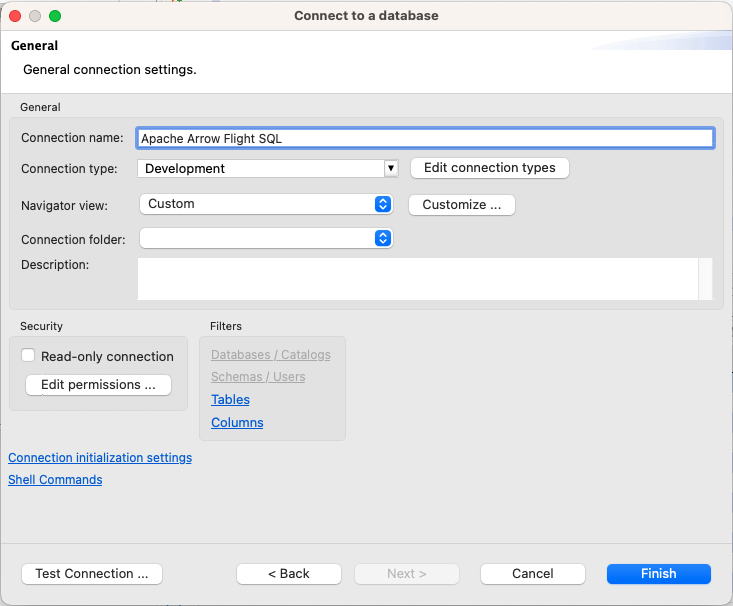 Connect to a database
General
General connection settings.
General
Connection name: Apache Arrow Flight SQL
Connection type: Development Edit connection types
Navigator view: Custom Customize ...
Connection folder:
Description:
Security Filters
Read-only connection Databases / Catalogs
Schemas / Users
Edit permissions ... Tables
Columns
Connection initialization settings
Shell Commands
Test Connection ... < Back Next > Cancel Finish